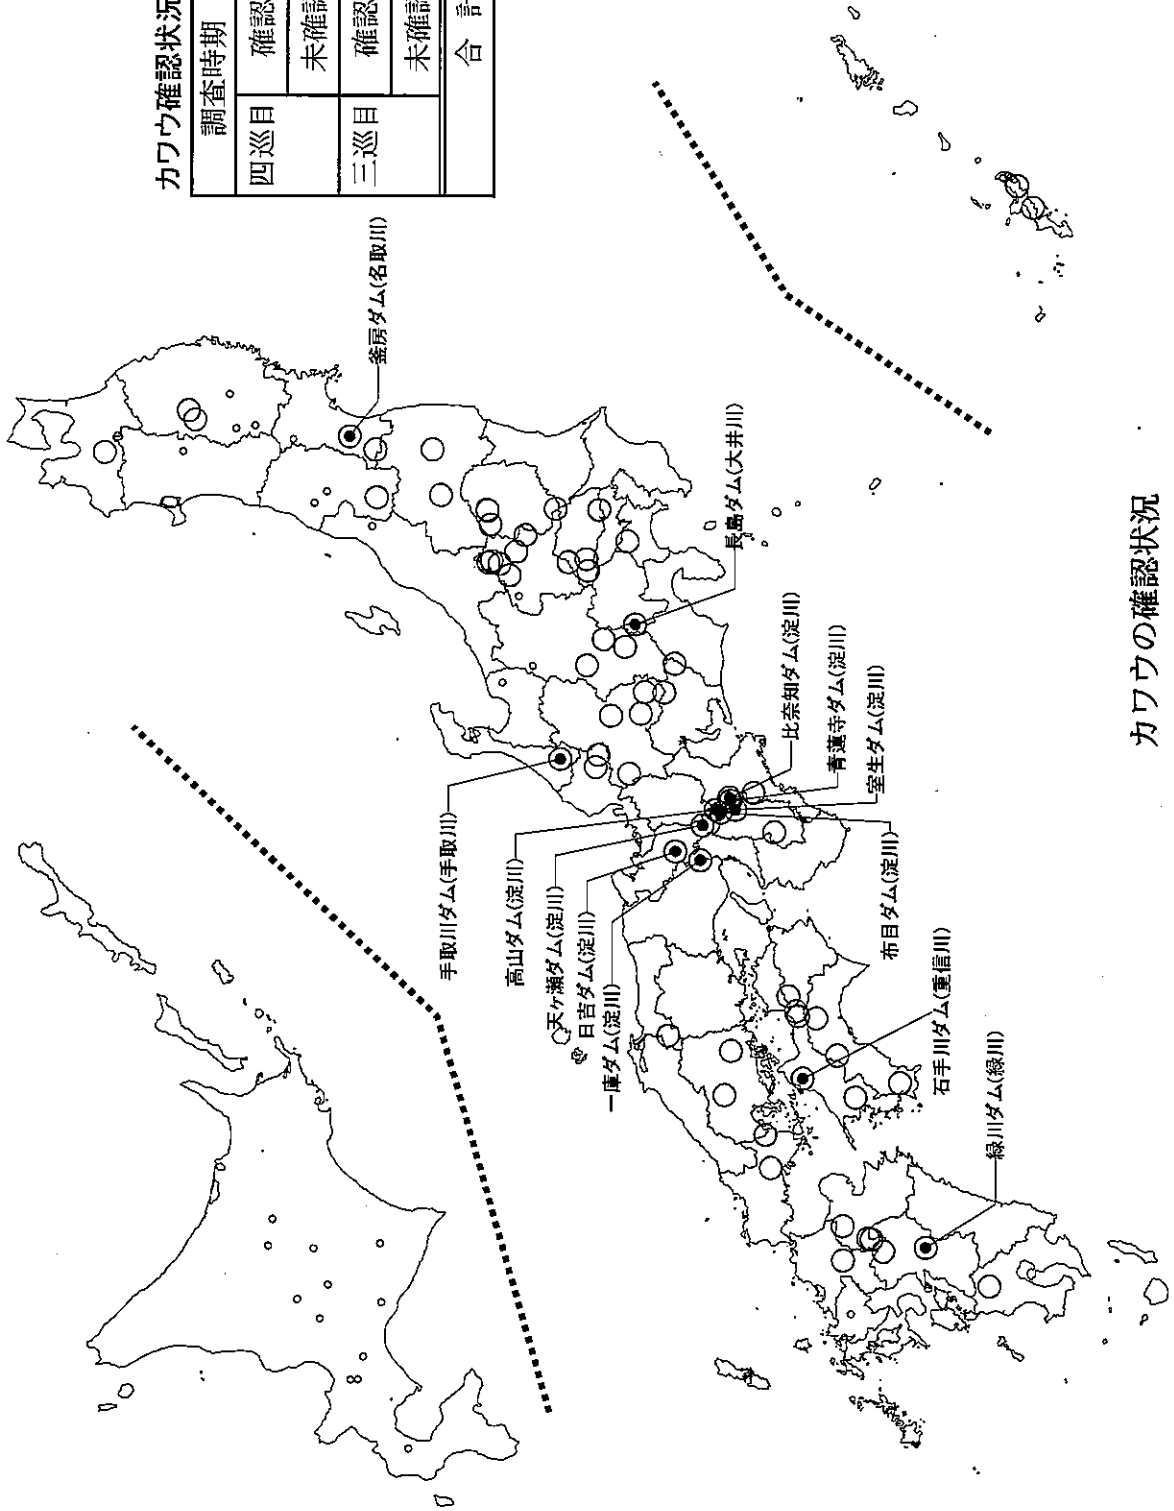 カワウ確認状況
調査時期
四巡目
確認
未確認
三巡目
確認
未確認
合 計
釜房ダム(名取川)
長島ダム(大井川)
比奈知ダム(淀川)
青蓮寺ダム(淀川)
室生ダム(淀川)
布目ダム(淀川)
手取川ダム(手取川)
高山ダム(淀川)
天ヶ瀬ダム(淀川)
日吉ダム(淀川)
一庫ダム(淀川)
石手川ダム(重信川)
緑川ダム(緑川)
カワウの確認状況